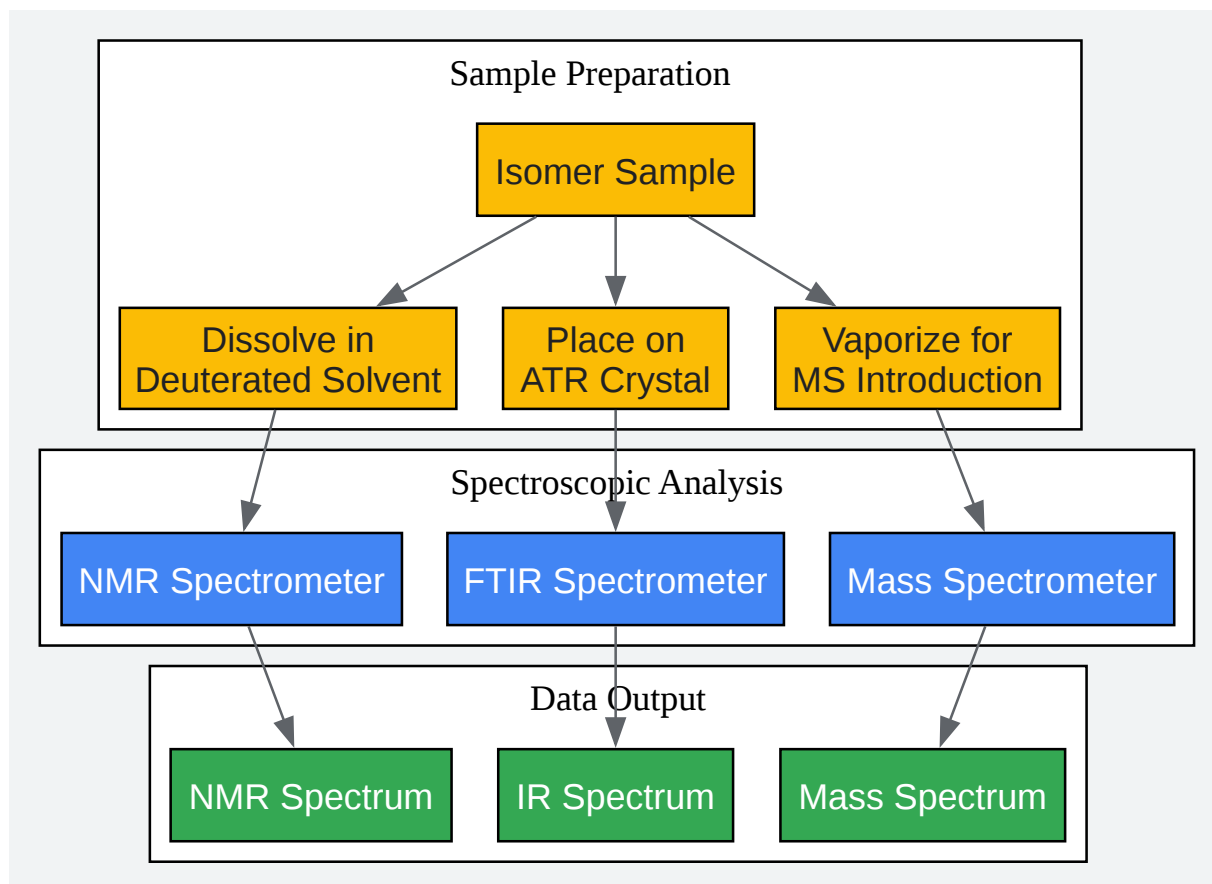 Sample Preparation
Isomer Sample
Dissolve in
Deuterated Solvent
Place on
ATR Crystal
Vaporize for
MS Introduction
Spectroscopic Analysis
NMR Spectrometer
FTIR Spectrometer
Mass Spectrometer
Data Output
NMR Spectrum
IR Spectrum
Mass Spectrum